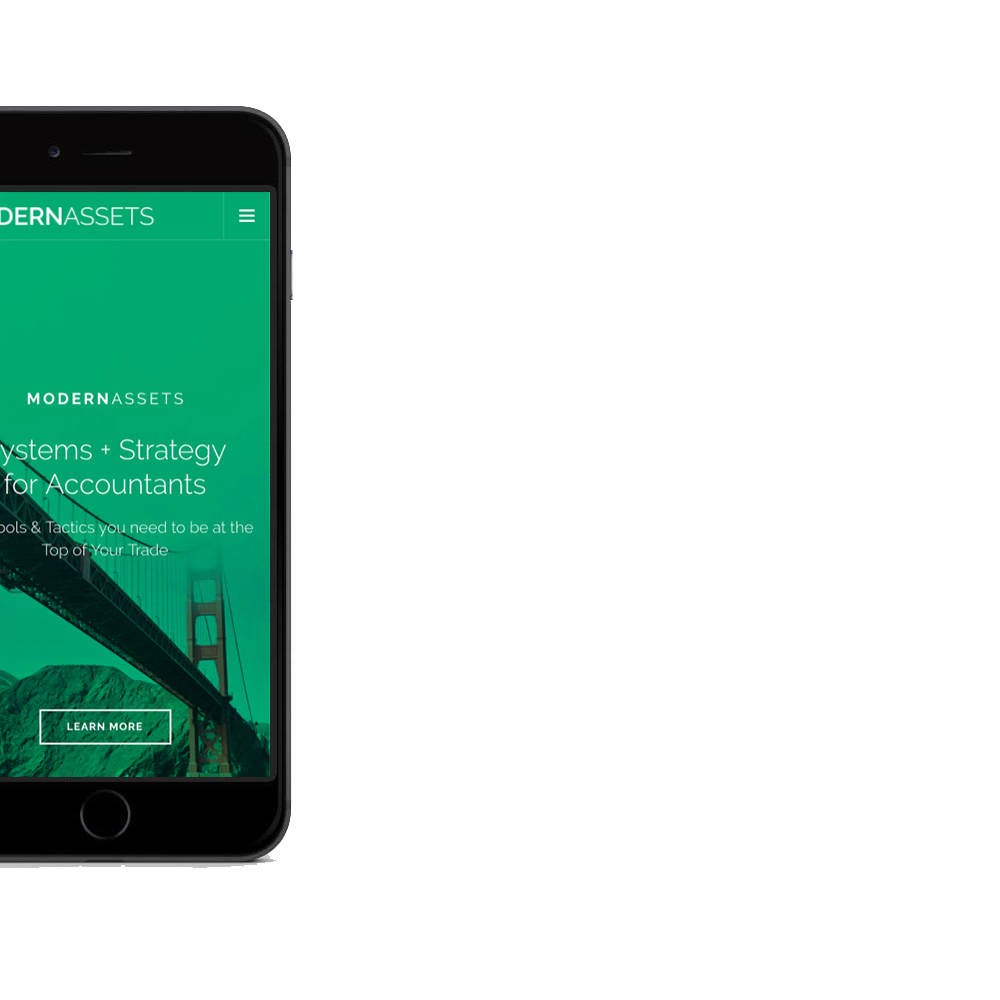 DERNASSETS
MODERNASSETS
ystems + Strategy
for Accountants
ools & Tactics you need to be at the
Top of Your Trade
LEARN MORE